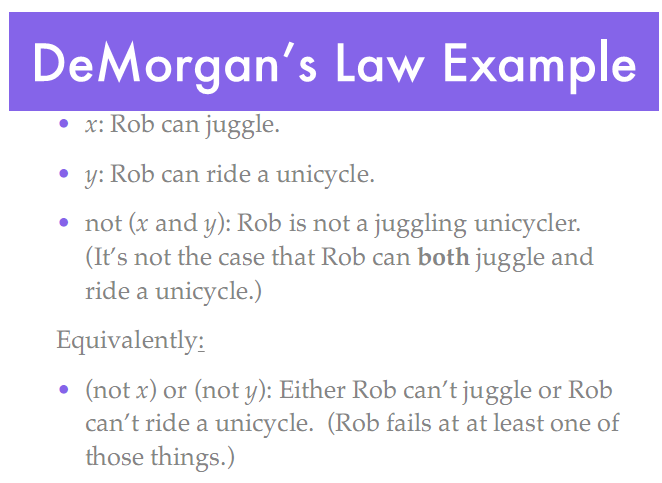 DeMorgan's Law Example
• x: Rob can juggle.
• y: Rob can ride a unicycle.
• not (x and y): Rob is not a juggling unicycler.
(It's not the case that Rob can both juggle and
ride a unicycle.)
Equivalently:
• (not x) or (not y): Either Rob can't juggle or Rob
can't ride a unicycle.  (Rob fails at at least one of
those things.)